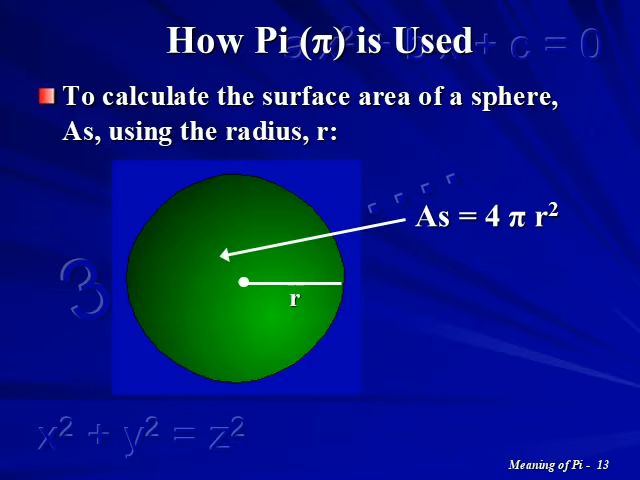 How Pi (π) is Used
To calculate the surface area of a sphere,
As, using the radius, r:
As = 4 π r²
r
3
x² + y² = z²
Meaning of Pi - 13